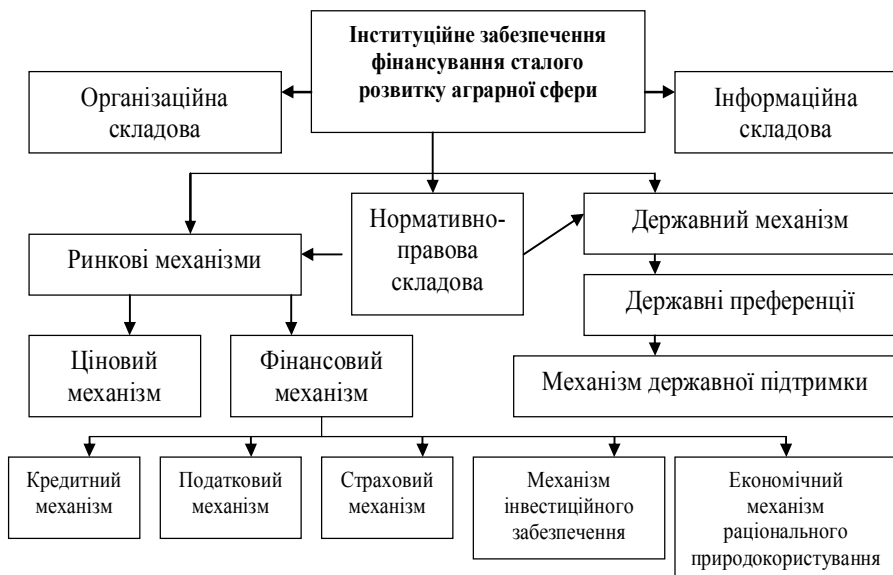 Інституційне забезпечення
фінансування сталого
розвитку аграрної сфери
Організаційна
складова
Інформаційна
складова
Ринкові механізми
Нормативно-
правова
складова
Державний механізм
Державні преференції
Механізм державної підтримки
Ціновий
механізм
Фінансовий
механізм
Кредитний
механізм
Податковий
механізм
Страховий
механізм
Механізм
інвестиційного
забезпечення
Економічний
механізм
раціонального
природокористування